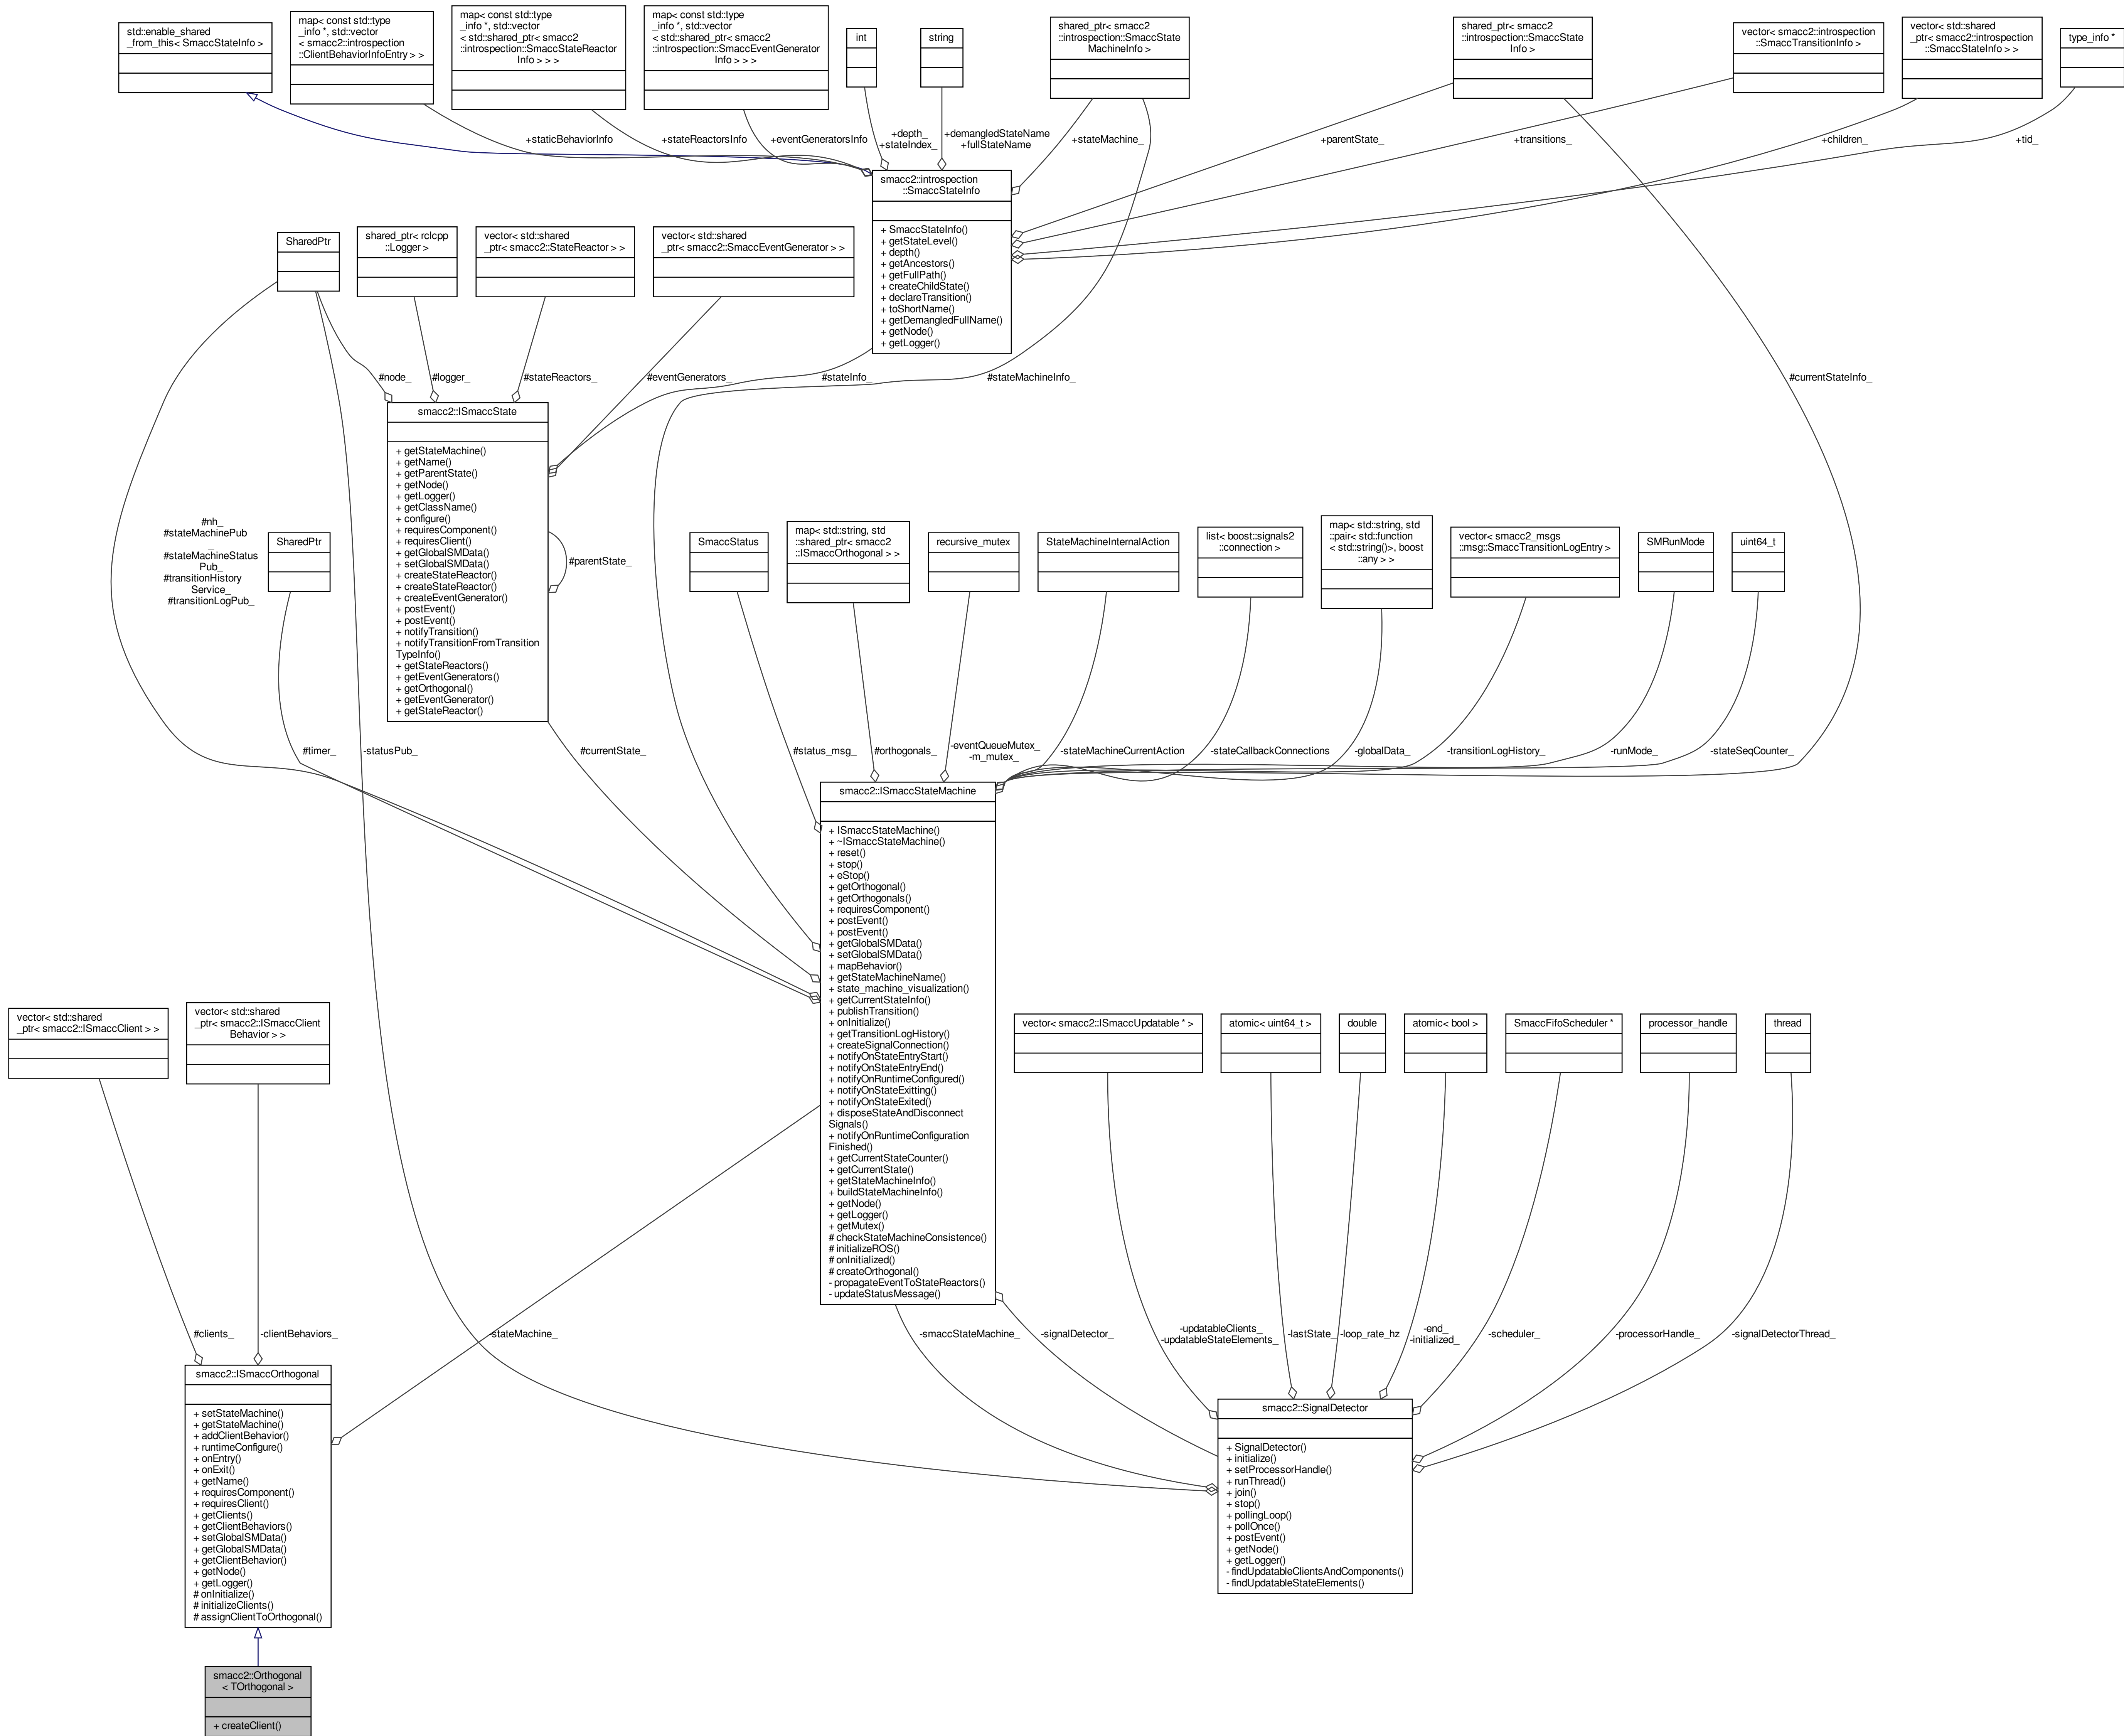 std::enable_shared
_from_this< SmaccStateInfo >
map< const std::type
_info *, std::vector
< smacc2::introspection
::ClientBehaviorInfoEntry > >
map< const std::type
_info *, std::vector
< std::shared_ptr< smacc2
::introspection::SmaccStateReactor
Info > > >
map< const std::type
_info *, std::vector
< std::shared_ptr< smacc2
::introspection::SmaccEventGenerator
Info > > >
int
string
shared_ptr< smacc2
::introspection::SmaccState
MachineInfo >
shared_ptr< smacc2
::introspection::SmaccState
Info >
vector< smacc2::introspection
::SmaccTransitionInfo >
vector< std::shared
_ptr< smacc2::introspection
::SmaccStateInfo > >
type_info *
+staticBehaviorInfo
+stateReactorsInfo
+eventGeneratorsInfo
+depth_
+stateIndex_
+demangledStateName
+fullStateName
+stateMachine_
+parentState_
+transitions_
+children_
+tid_
smacc2::introspection
::SmaccStateInfo
+ SmaccStateInfo()
+ getStateLevel()
+ depth()
+ getAncestors()
+ getFullPath()
+ createChildState()
+ declareTransition()
+ toShortName()
+ getDemangledFullName()
+ getNode()
+ getLogger()
SharedPtr
shared_ptr< rclcpp
::Logger >
vector< std::shared
_ptr< smacc2::StateReactor > >
vector< std::shared
_ptr< smacc2::SmaccEventGenerator > >
#node_
#logger_
#stateReactors_
#eventGenerators_
#stateInfo_
#stateMachineInfo_
#currentStateInfo_
smacc2::ISmaccState
+ getStateMachine()
+ getName()
+ getParentState()
+ getNode()
+ getLogger()
+ getClassName()
+ configure()
+ requiresComponent()
+ requiresClient()
+ getGlobalSMData()
+ setGlobalSMData()
+ createStateReactor()
+ createStateReactor()
+ createEventGenerator()
+ postEvent()
+ postEvent()
+ notifyTransition()
+ notifyTransitionFromTransition
TypeInfo()
+ getStateReactors()
+ getEventGenerators()
+ getOrthogonal()
+ getEventGenerator()
+ getStateReactor()
#parentState_
#nh_
#stateMachinePub
_
#stateMachineStatus
Pub_
#transitionHistory
Service_
#transitionLogPub_
SharedPtr
SmaccStatus
map< std::string, std
::shared_ptr< smacc2
::ISmaccOrthogonal > >
recursive_mutex
StateMachineInternalAction
list< boost::signals2
::connection >
map< std::string, std
::pair< std::function
< std::string()>, boost
::any > >
vector< smacc2_msgs
::msg::SmaccTransitionLogEntry >
SMRunMode
uint64_t
#timer_
-statusPub_
#currentState_
#status_msg_
#orthogonals_
-eventQueueMutex_
-m_mutex_
-stateMachineCurrentAction
-stateCallbackConnections
-globalData_
-transitionLogHistory_
-runMode_
-stateSeqCounter_
smacc2::ISmaccStateMachine
+ ISmaccStateMachine()
+ ~ISmaccStateMachine()
+ reset()
+ stop()
+ eStop()
+ getOrthogonal()
+ getOrthogonals()
+ requiresComponent()
+ postEvent()
+ postEvent()
+ getGlobalSMData()
+ setGlobalSMData()
+ mapBehavior()
+ getStateMachineName()
+ state_machine_visualization()
+ getCurrentStateInfo()
+ publishTransition()
+ onInitialize()
+ getTransitionLogHistory()
+ createSignalConnection()
+ notifyOnStateEntryStart()
+ notifyOnStateEntryEnd()
+ notifyOnRuntimeConfigured()
+ notifyOnStateExitting()
+ notifyOnStateExited()
+ disposeStateAndDisconnect
Signals()
+ notifyOnRuntimeConfiguration
Finished()
+ getCurrentStateCounter()
+ getCurrentState()
+ getStateMachineInfo()
+ buildStateMachineInfo()
+ getNode()
+ getLogger()
+ getMutex()
# checkStateMachineConsistence()
# initializeROS()
# onInitialized()
# createOrthogonal()
- propagateEventToStateReactors()
- updateStatusMessage()
vector< std::shared
_ptr< smacc2::ISmaccClient > >
vector< std::shared
_ptr< smacc2::ISmaccClient
Behavior > >
vector< smacc2::ISmaccUpdatable * >
atomic< uint64_t >
double
atomic< bool >
SmaccFifoScheduler *
processor_handle
thread
#clients_
-clientBehaviors_
-stateMachine_
-smaccStateMachine_
-signalDetector_
-updatableClients_
-updatableStateElements_
-lastState_
-loop_rate_hz
-end_
-initialized_
-scheduler_
-processorHandle_
-signalDetectorThread_
smacc2::ISmaccOrthogonal
+ setStateMachine()
+ getStateMachine()
+ addClientBehavior()
+ runtimeConfigure()
+ onEntry()
+ onExit()
+ getName()
+ requiresComponent()
+ requiresClient()
+ getClients()
+ getClientBehaviors()
+ setGlobalSMData()
+ getGlobalSMData()
+ getClientBehavior()
+ getNode()
+ getLogger()
# onInitialize()
# initializeClients()
# assignClientToOrthogonal()
smacc2::SignalDetector
+ SignalDetector()
+ initialize()
+ setProcessorHandle()
+ runThread()
+ join()
+ stop()
+ pollingLoop()
+ pollOnce()
+ postEvent()
+ getNode()
+ getLogger()
- findUpdatableClientsAndComponents()
- findUpdatableStateElements()
smacc2::Orthogonal
< TOrthogonal >
+ createClient()